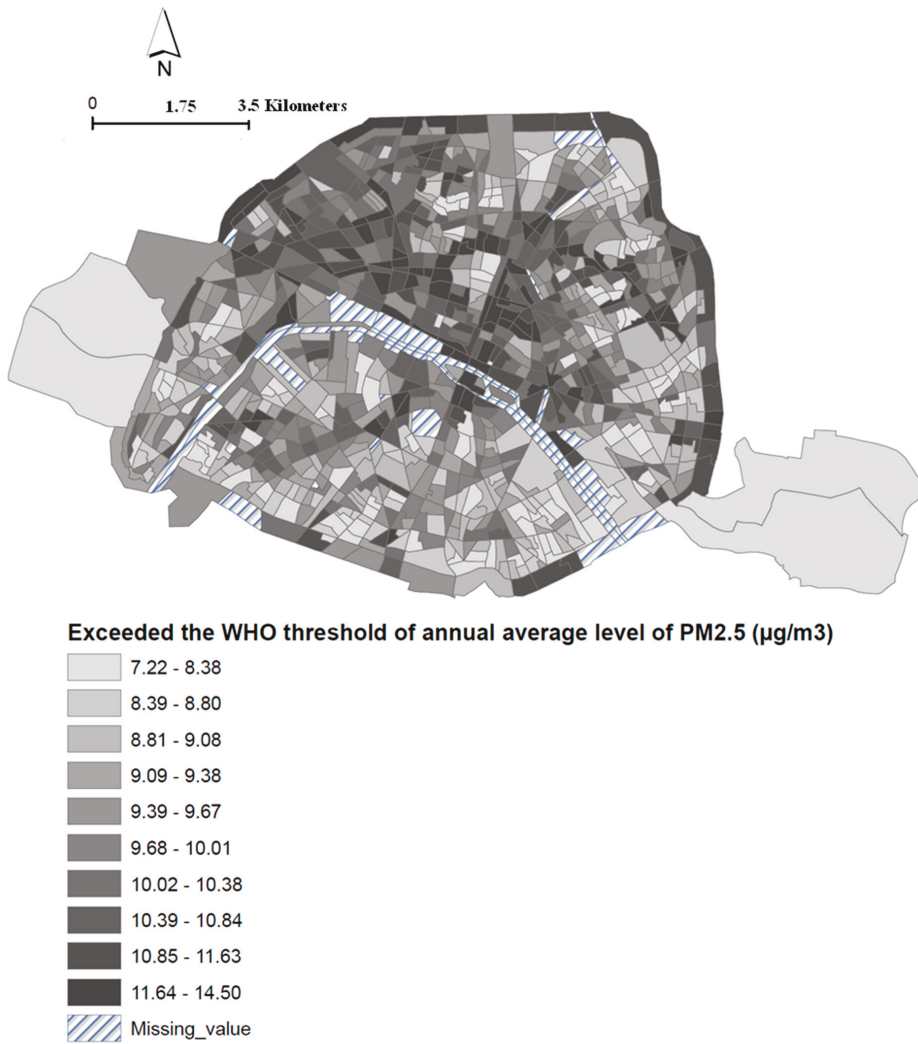 N
0 1.75 3.5 Kilometers
Exceeded the WHO threshold of annual average level of PM2.5 (µg/m3)
7.22 - 8.38
8.39 - 8.80
8.81 - 9.08
9.09 - 9.38
9.39 - 9.67
9.68 - 10.01
10.02 - 10.38
10.39 - 10.84
10.85 - 11.63
11.64 - 14.50
Missing_value